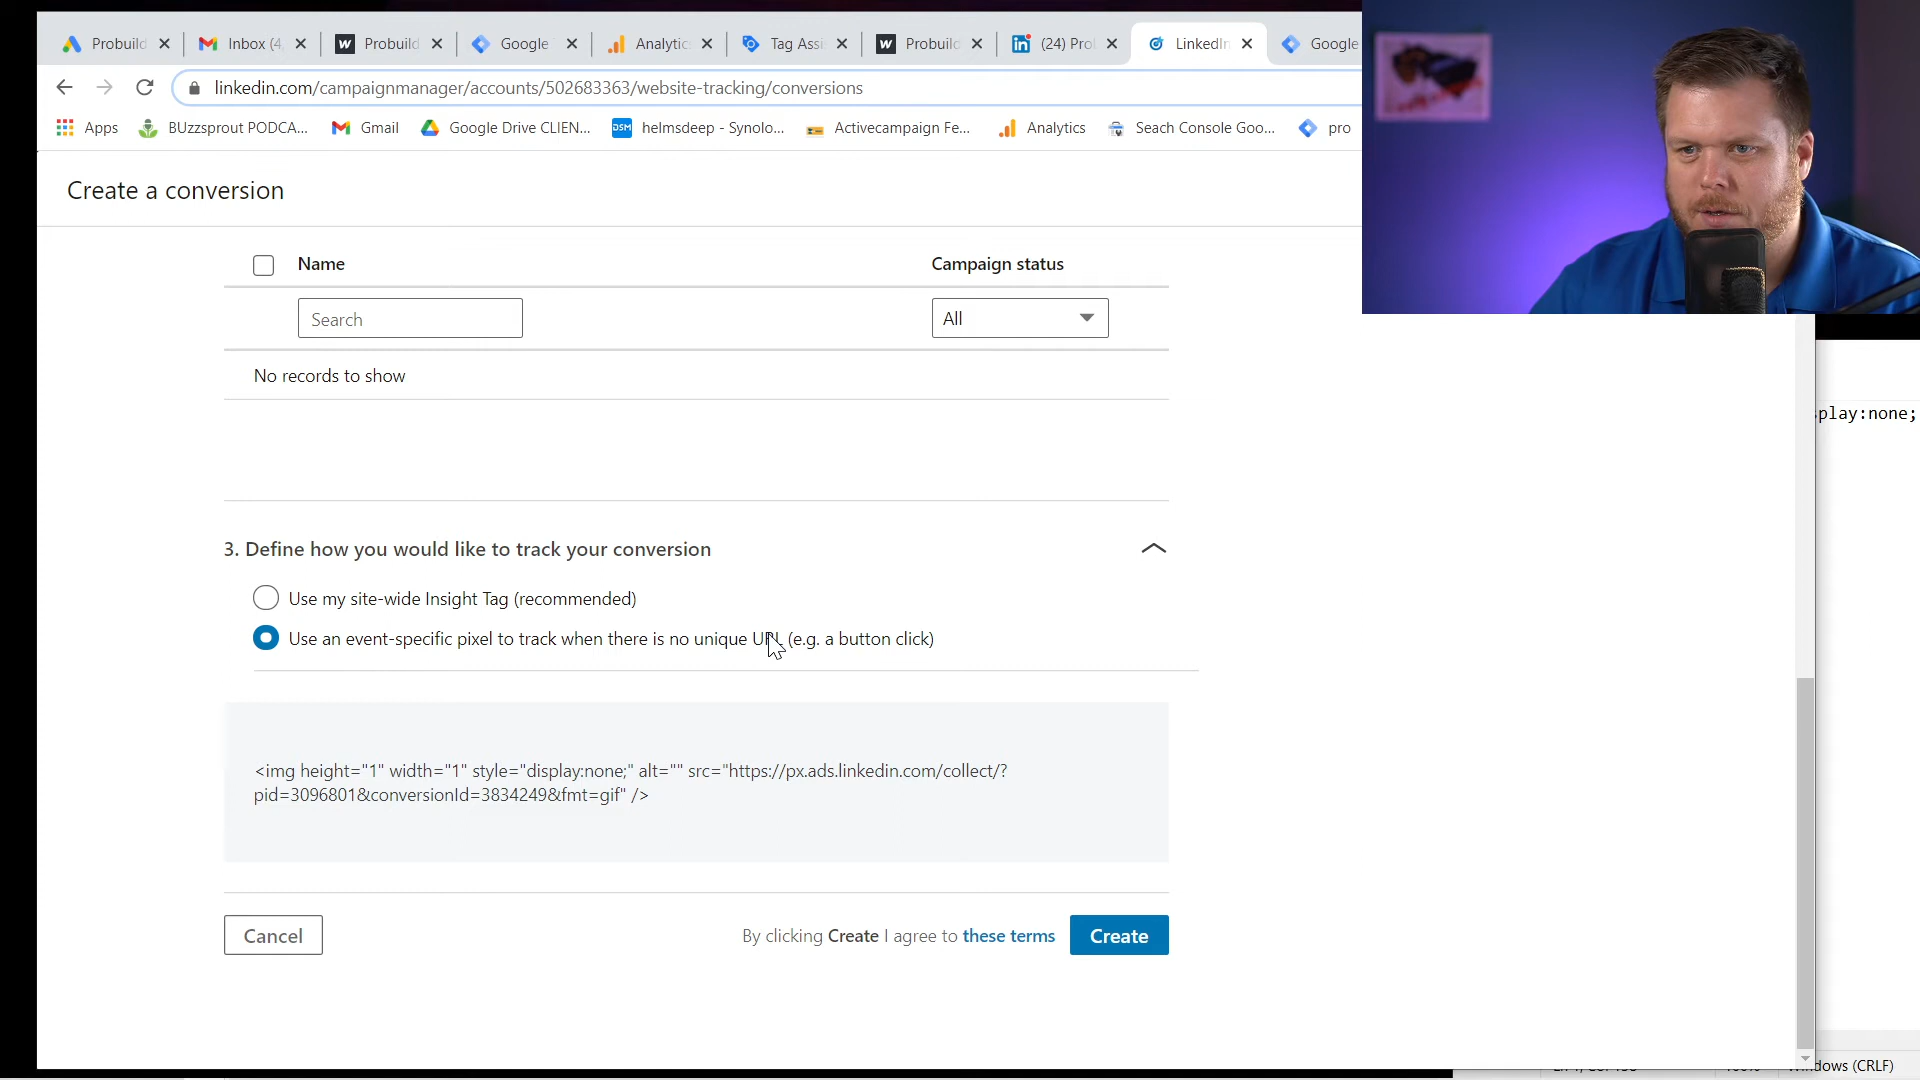 Probuild
Inbox (4
Probuild
Google
Analytic
Tag Assi
Probuild
(24) Pro
LinkedIn
Google
linkedin.com/campaignmanager/accounts/502683363/website-tracking/conversions
Apps
BUzzsprout PODCA...
Gmail
Google Drive CLIEN...
DSM
helmsdeep - Synolo...
Activecampaign Fe...
Analytics
Seach Console Goo...
pro
Create a conversion
Name
Campaign status
Search
All
No records to show
play:none;
3. Define how you would like to track your conversion
Use my site-wide Insight Tag (recommended)
Use an event-specific pixel to track when there is no unique URL (e.g. a button click)
<img height="1" width="1" style="display:none;" alt="" src="https://px.ads.linkedin.com/collect/?
pid=3096801&conversionId=3834249&fmt=gif" />
Cancel
By clicking Create I agree to these terms
Create
dows (CRLF)